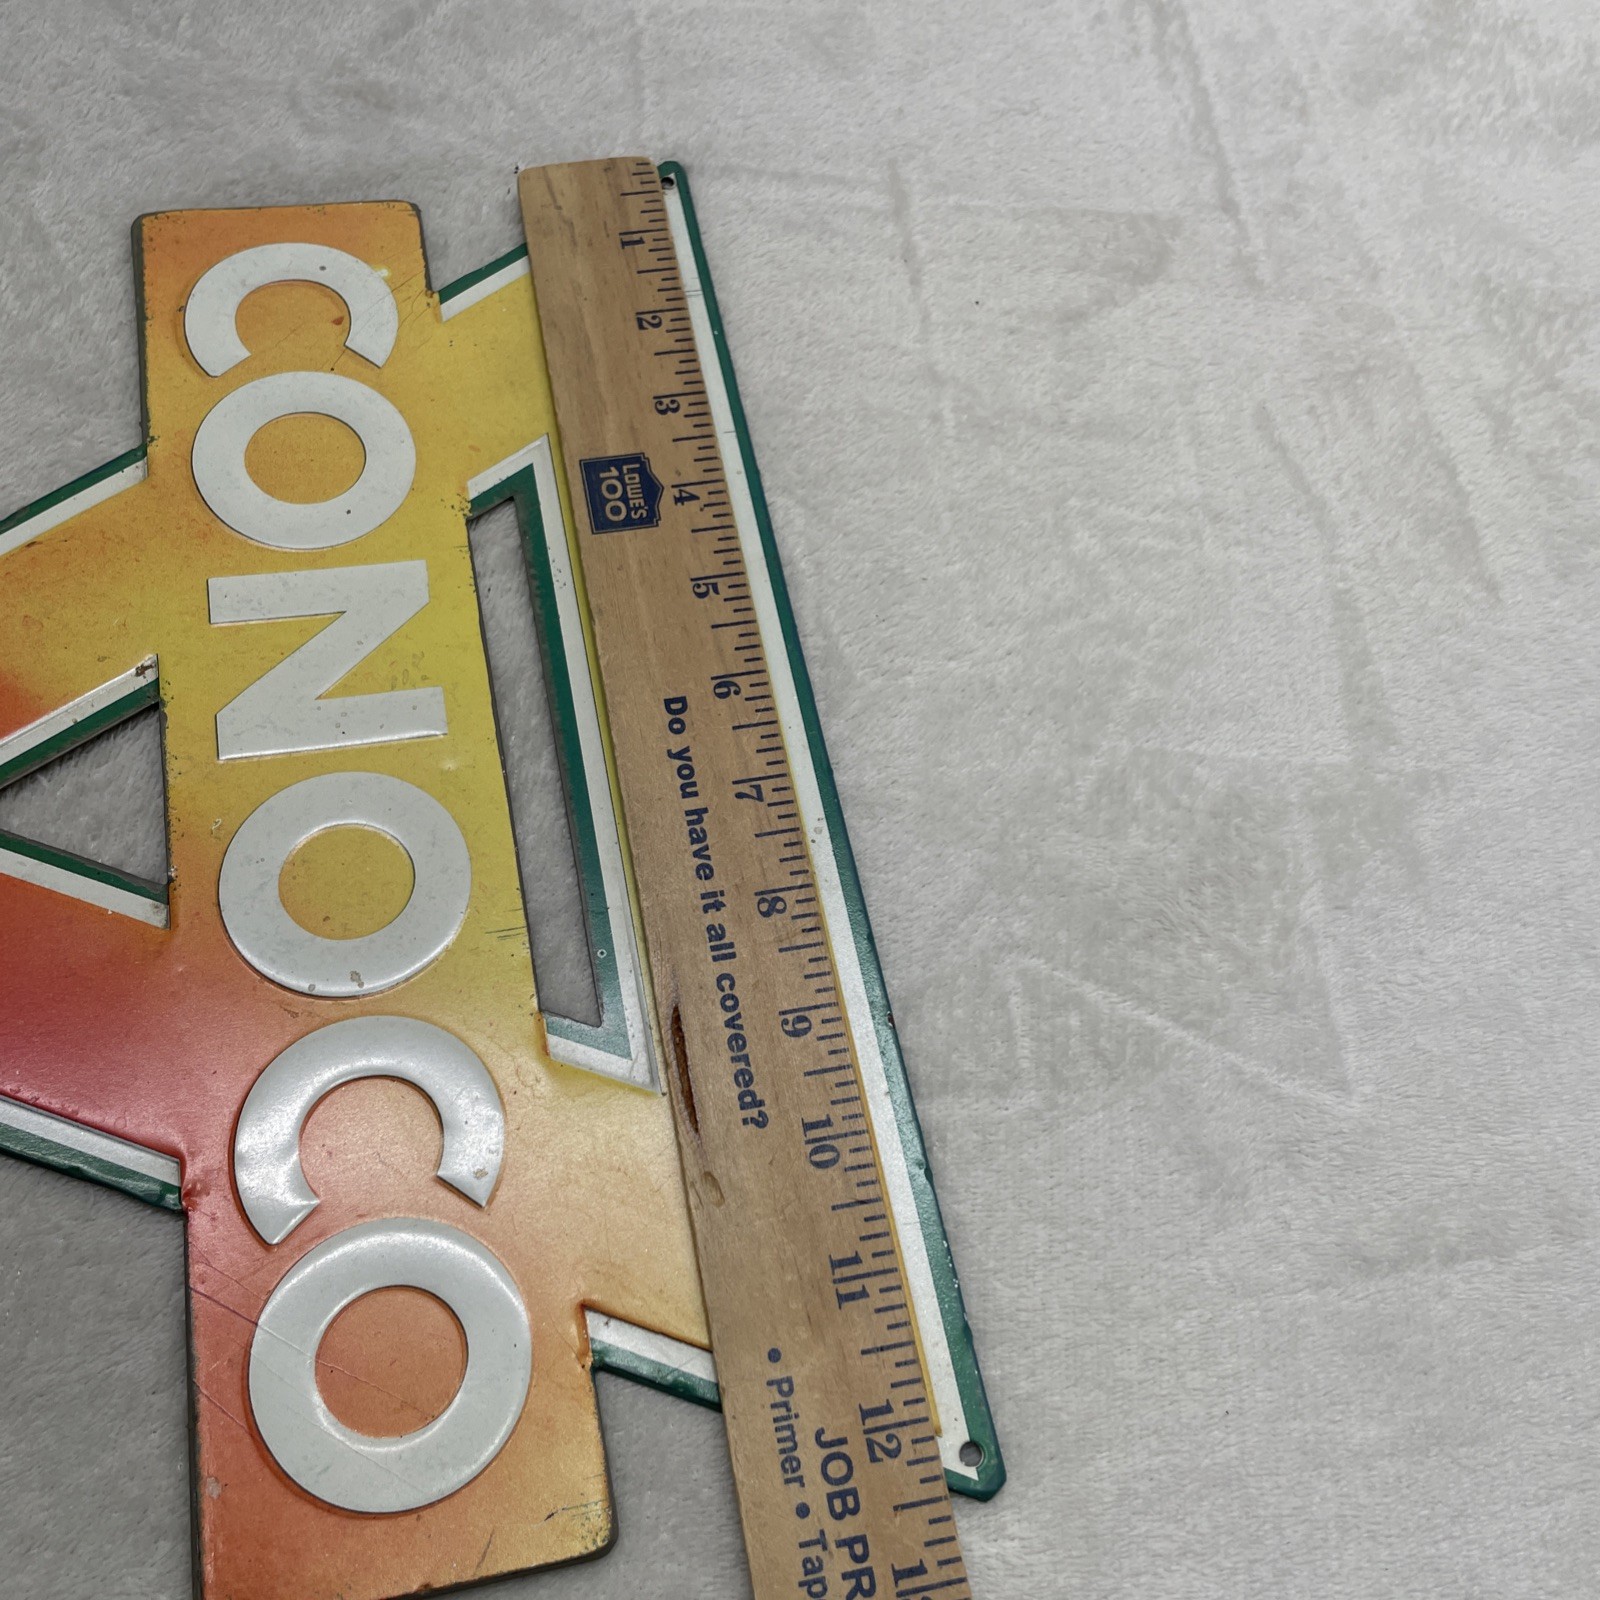 CONOCO
LOWE'S
100
Do you have it all covered?
JOB PR
• Primer • Tap
1 2 3 4 5 6 7 8 9 10 11 12